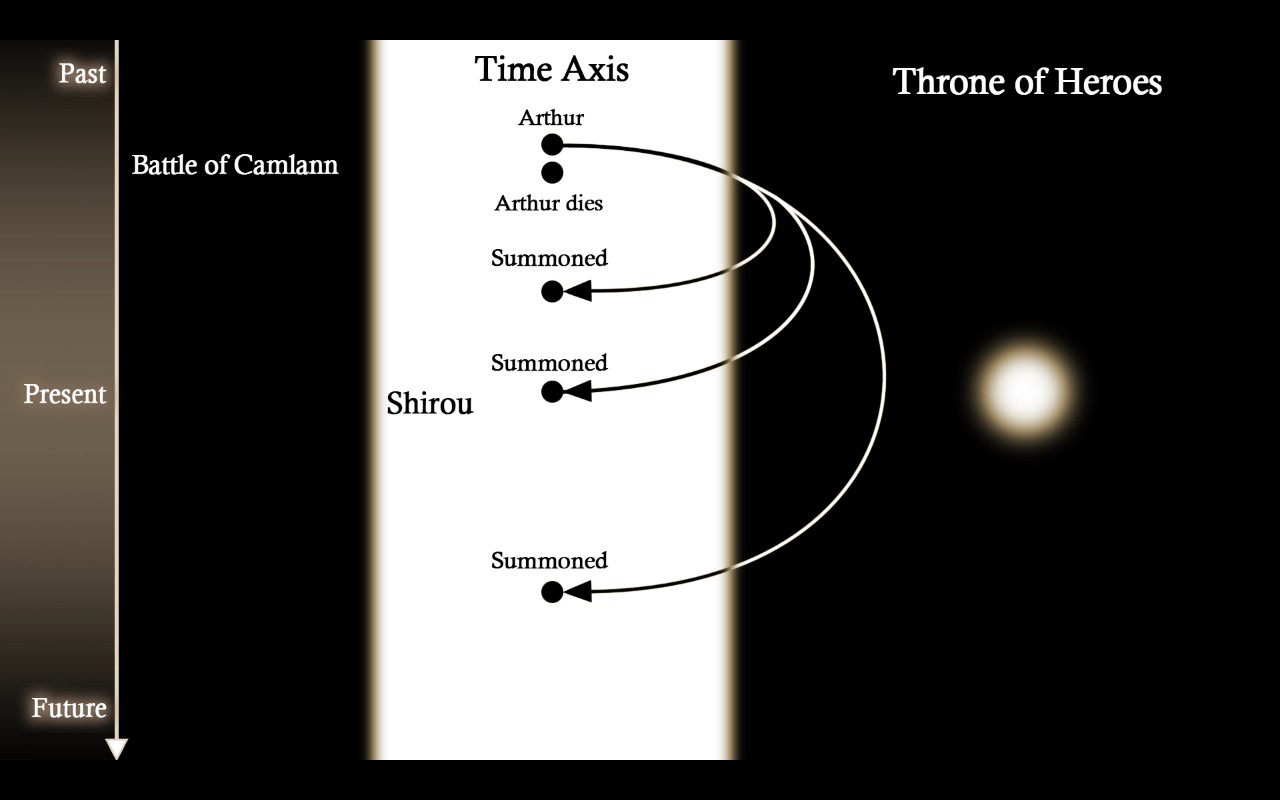 Past
Time Axis
Throne of Heroes
Arthur
Battle of Camlann
Arthur dies
Summoned
Summoned
Present
Shirou
Summoned
Future